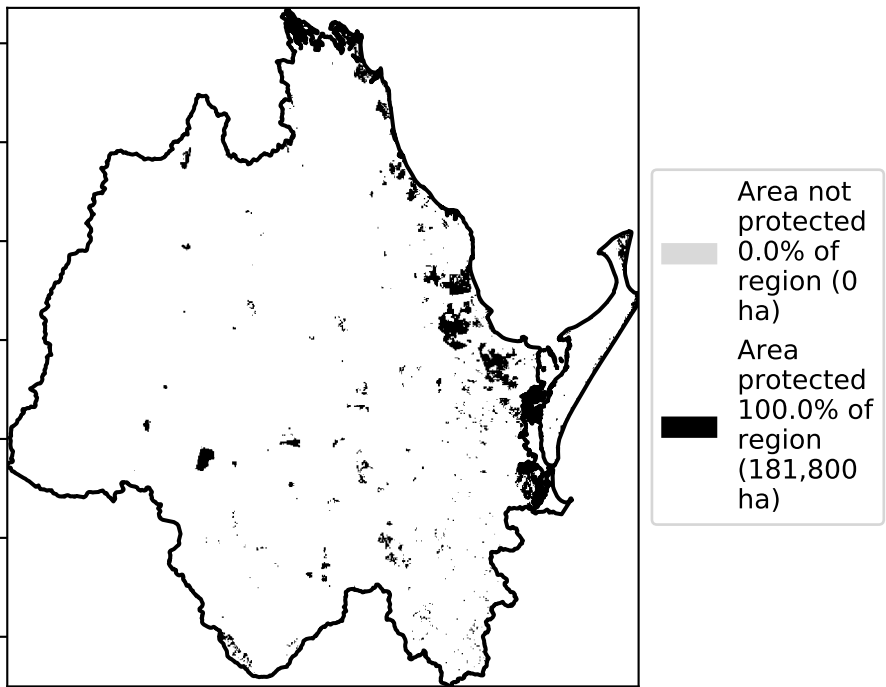 Area not
protected
0.0% of
region (0
ha)
Area
protected
100.0% of
region
(181,800
ha)